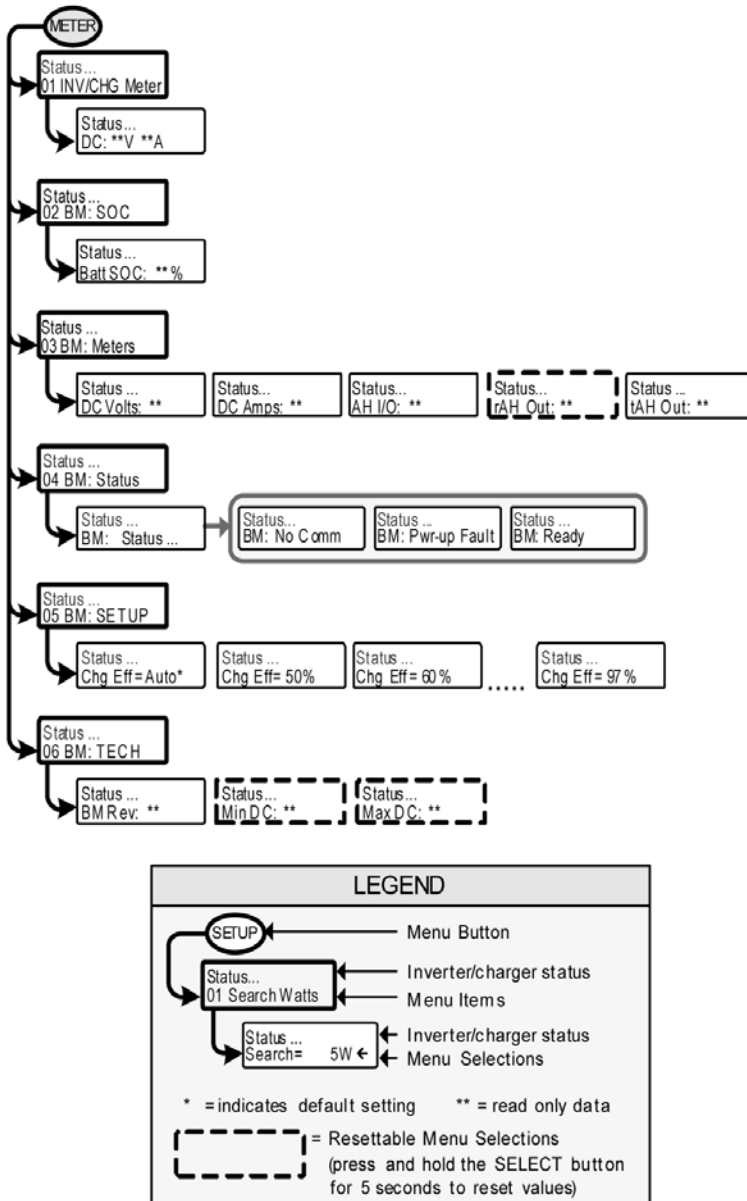 METER
Status...
01 INV/CHG Meter
Status...
DC: **V **A
Status...
02 BM: SOC
Status...
Batt SOC: **%
Status ...
03 BM: Meters
Status ...
DC Volts: **
Status...
DC Amps: **
Status...
AH I/O: **
Status...
rAH Out: **
Status ...
tAH Out: **
Status ...
04 BM: Status
Status ...
BM: Status ...
Status...
BM: No Comm
Status ...
BM: Pwr-up Fault
Status ...
BM: Ready
Status ...
05 BM: SETUP
Status ...
Chg Eff=Auto*
Status ...
Chg Eff= 50%
Status ...
Chg Eff= 60%
.....
Status ...
Chg Eff= 97%
Status ...
06 BM: TECH
Status ...
BM Rev: **
Status...
Min DC: **
Status...
Max DC: **
LEGEND
SETUP
Menu Button
Status...
01 Search Watts
Inverter/charger status
Menu Items
Status ...
Search= 5W ←
Inverter/charger status
Menu Selections
* =indicates default setting ** = read only data
= Resettable Menu Selections
(press and hold the SELECT button
for 5 seconds to reset values)